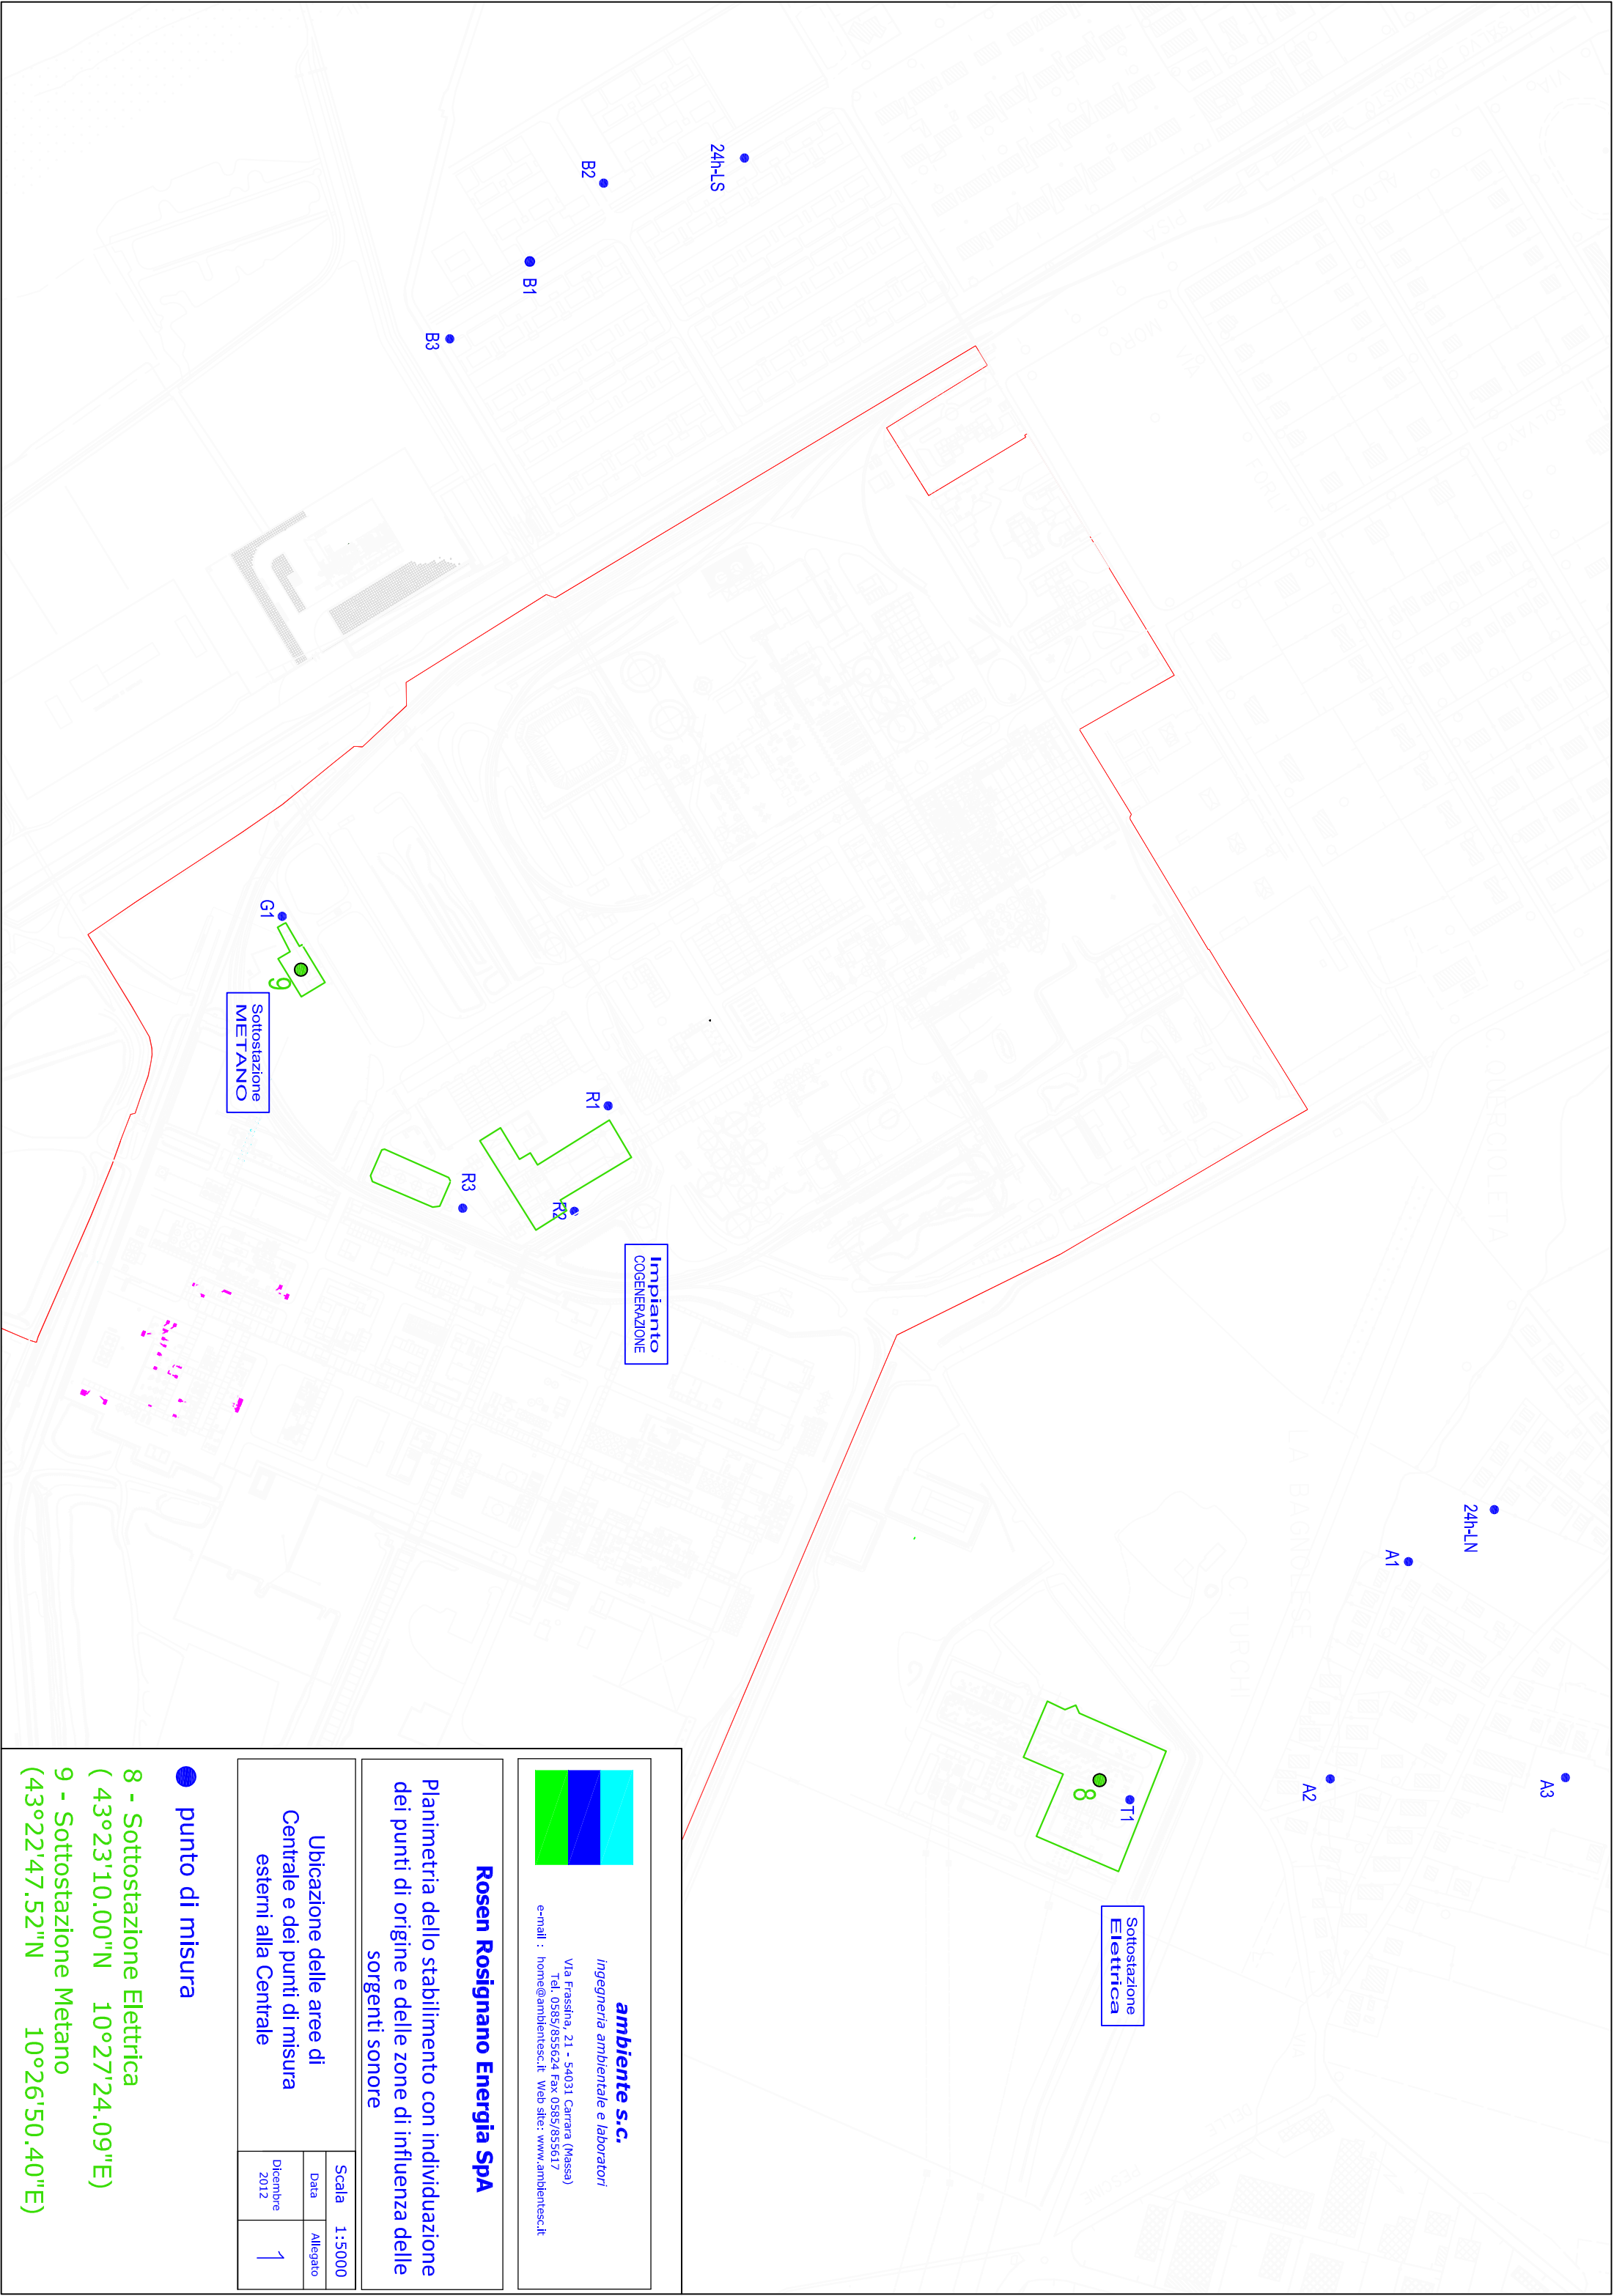 24h-LS
B2
B1
B3
24h-LN
A1
A2
A3
G1
9
Sottostazione
METANO
R1
R3
R2
Impianto
COGENERAZIONE
8
T1
Sottostazione
Elettrica
LA BANDIERE
ambiente s.c.
ingegneria ambientale e laboratori
Via Frassina, 21 - 54031 Carrara (Massa)
Tel. 0585/855624 Fax 0585/855617
e-mail : home@ambientesc.it Web site: www.ambientesc.it
Rosen Rosignano Energia SpA
Planimetria dello stabilimento con individuazione
dei punti di origine e delle zone di influenza delle
sorgenti sonore
Ubicazione delle aree di
Centrale e dei punti di misura
esterni alla Centrale
Scala 1:5000
Data
Allegato
Dicembre
2012
1
punto di misura
8 - Sottostazione Elettrica
( 43°23'10.00"N 10°27'24.09"E)
9 - Sottostazione Metano
(43°22'47.52"N 10°26'50.40"E)